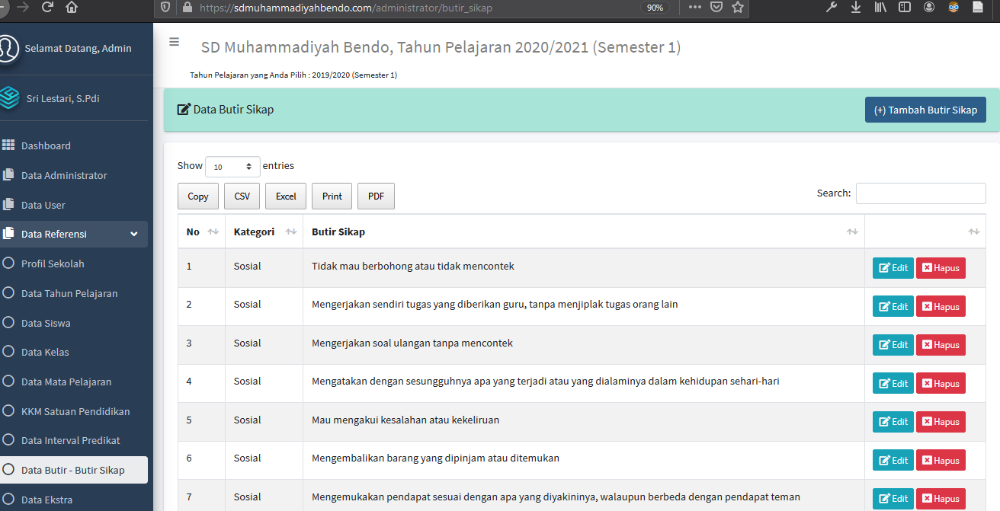 https://sdmuhammadiyahbendo.com/administrator/butir_sikap
90%
Selamat Datang, Admin
Sri Lestari, S.Pdi
Dashboard
Data Administrator
Data User
Data Referensi
Profil Sekolah
Data Tahun Pelajaran
Data Siswa
Data Kelas
Data Mata Pelajaran
KKM Satuan Pendidikan
Data Interval Predikat
Data Butir - Butir Sikap
Data Ekstra
SD Muhammadiyah Bendo, Tahun Pelajaran 2020/2021 (Semester 1)
Tahun Pelajaran yang Anda Pilih : 2019/2020 (Semester 1)
Data Butir Sikap
(+) Tambah Butir Sikap
Show 10 entries
Copy CSV Excel Print PDF
Search:
No Kategori Butir Sikap
1 Sosial Tidak mau berbohong atau tidak mencontek Edit Hapus
2 Sosial Mengerjakan sendiri tugas yang diberikan guru, tanpa menjiplak tugas orang lain Edit Hapus
3 Sosial Mengerjakan soal ulangan tanpa mencontek Edit Hapus
4 Sosial Mengatakan dengan sesungguhnya apa yang terjadi atau yang dialaminya dalam kehidupan sehari-hari Edit Hapus
5 Sosial Mau mengakui kesalahan atau kekeliruan Edit Hapus
6 Sosial Mengembalikan barang yang dipinjam atau ditemukan Edit Hapus
7 Sosial Mengemukakan pendapat sesuai dengan apa yang diyakininya, walaupun berbeda dengan pendapat teman Edit Hapus